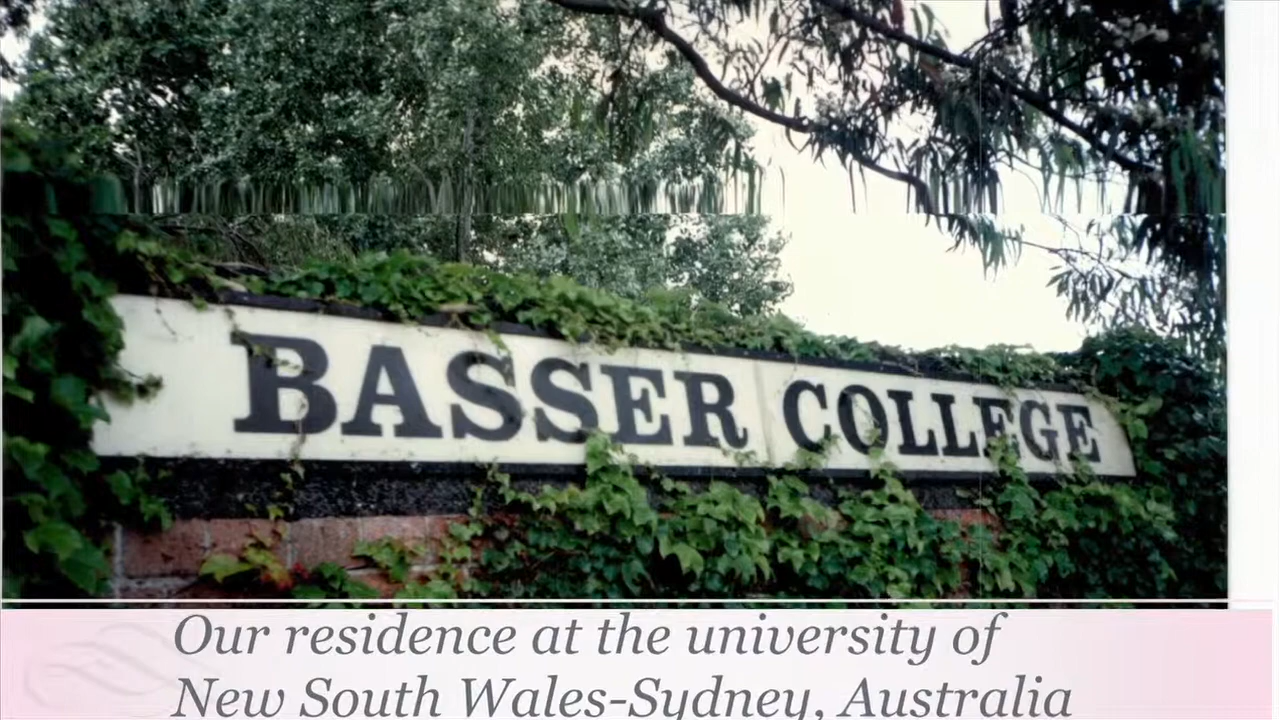 BASSER COLLEGE
Our residence at the university of
New South Wales-Sydney, Australia